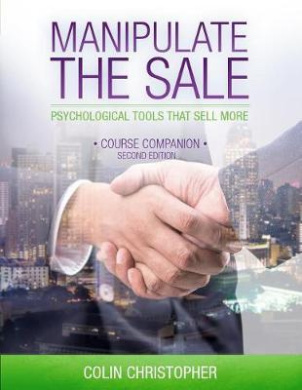 MANIPULATE
THE SALE
PSYCHOLOGICAL TOOLS THAT SELL MORE
• COURSE COMPANION •
SECOND EDITION
COLIN CHRISTOPHER